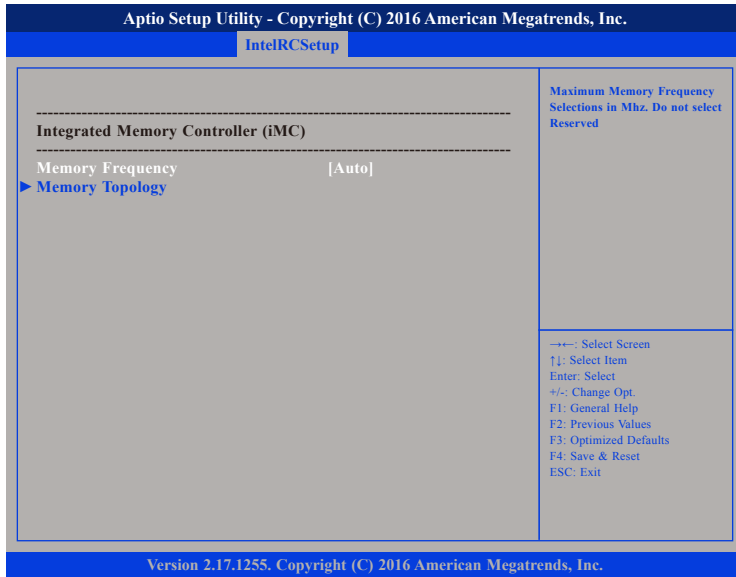 Aptio Setup Utility - Copyright (C) 2016 American Megatrends, Inc.
IntelRCSetup
--------------------------------------------------------------------------------
Integrated Memory Controller (iMC)
--------------------------------------------------------------------------------
Memory Frequency [Auto]
► Memory Topology
Maximum Memory Frequency
Selections in Mhz. Do not select
Reserved
→←: Select Screen
↑↓: Select Item
Enter: Select
+/-: Change Opt.
F1: General Help
F2: Previous Values
F3: Optimized Defaults
F4: Save & Reset
ESC: Exit
Version 2.17.1255. Copyright (C) 2016 American Megatrends, Inc.